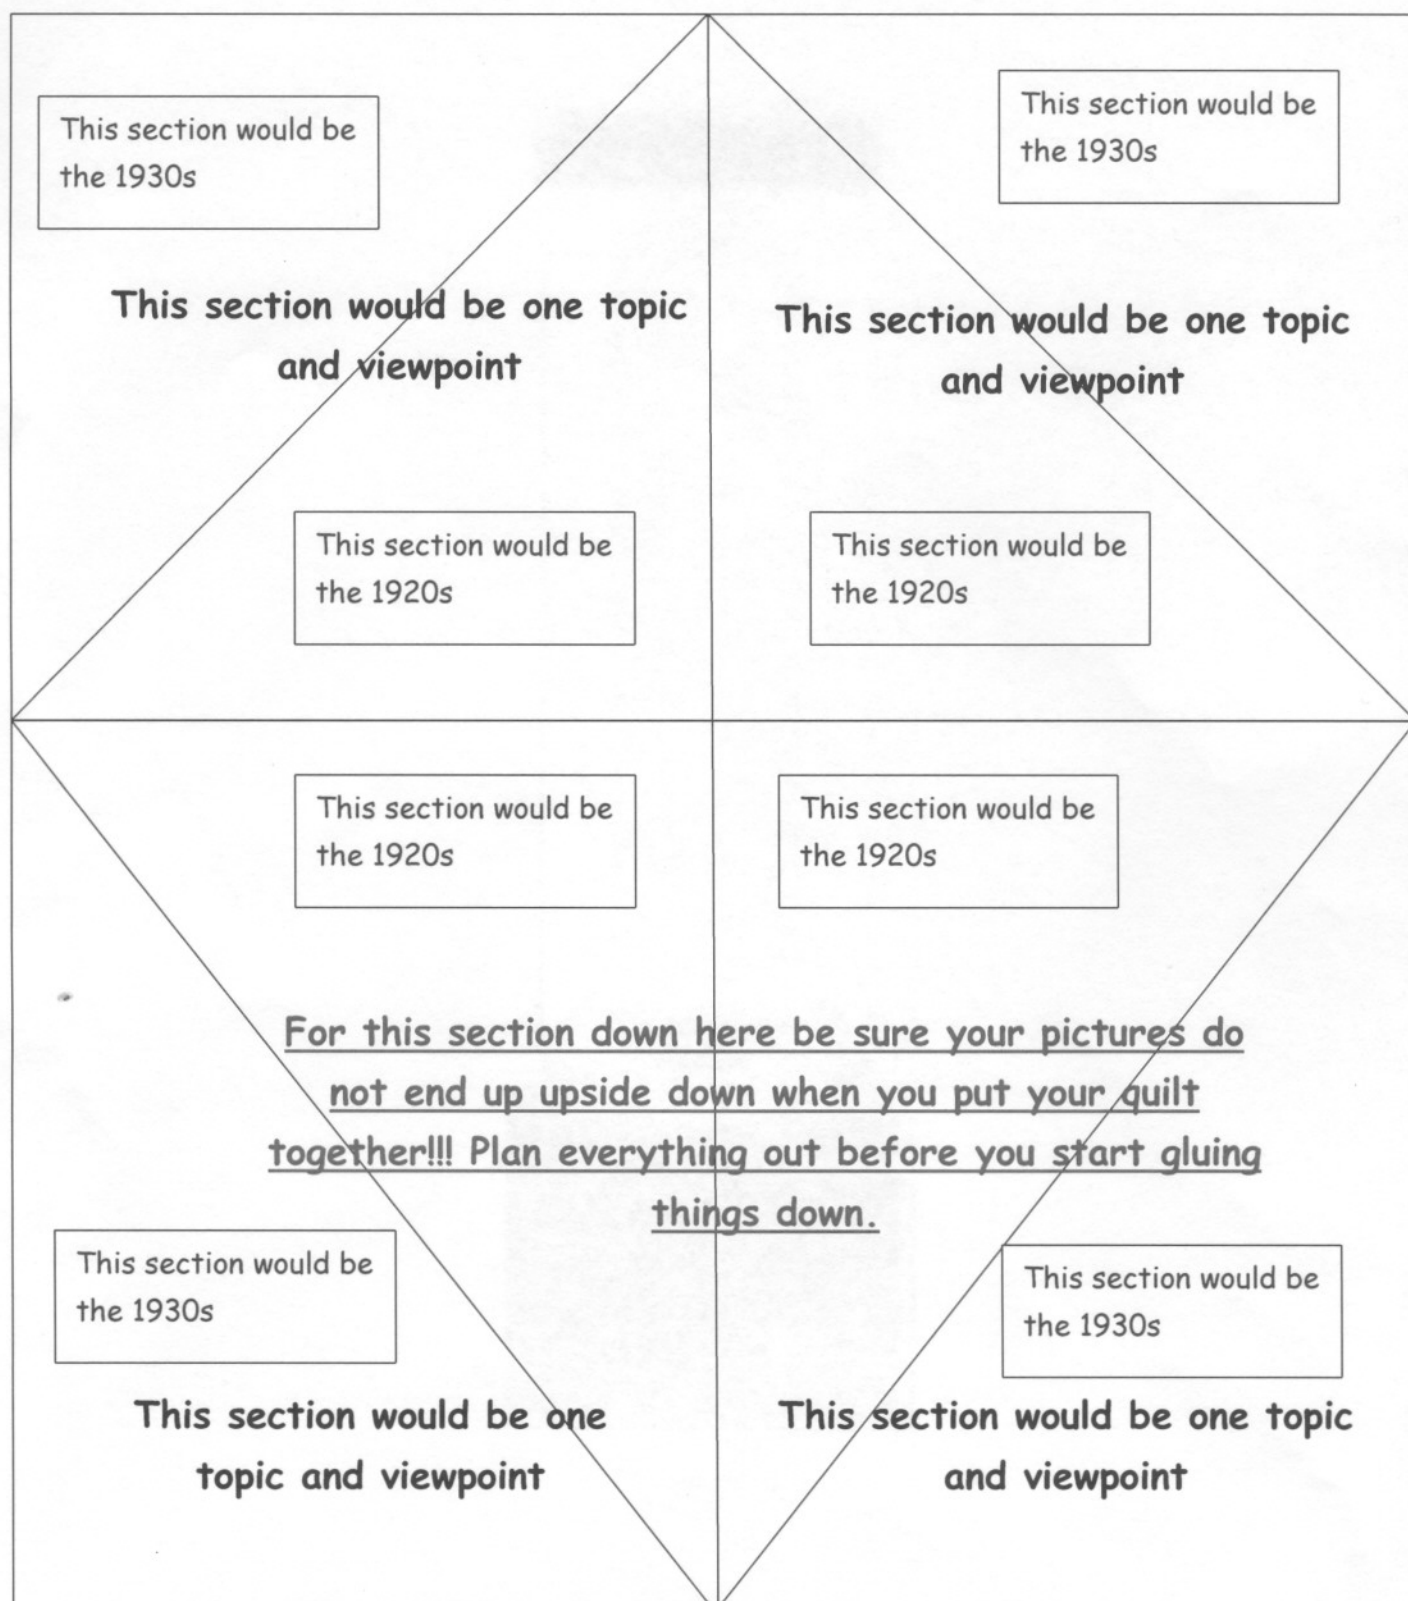 This section would be
the 1930s
This section would be
the 1930s
This section would be one topic
and viewpoint
This section would be one topic
and viewpoint
This section would be
the 1920s
This section would be
the 1920s
This section would be
the 1920s
This section would be
the 1920s
For this section down here be sure your pictures do
not end up upside down when you put your quilt
together!!! Plan everything out before you start gluing
things down.
This section would be
the 1930s
This section would be
the 1930s
This section would be one
topic and viewpoint
This section would be one topic
and viewpoint